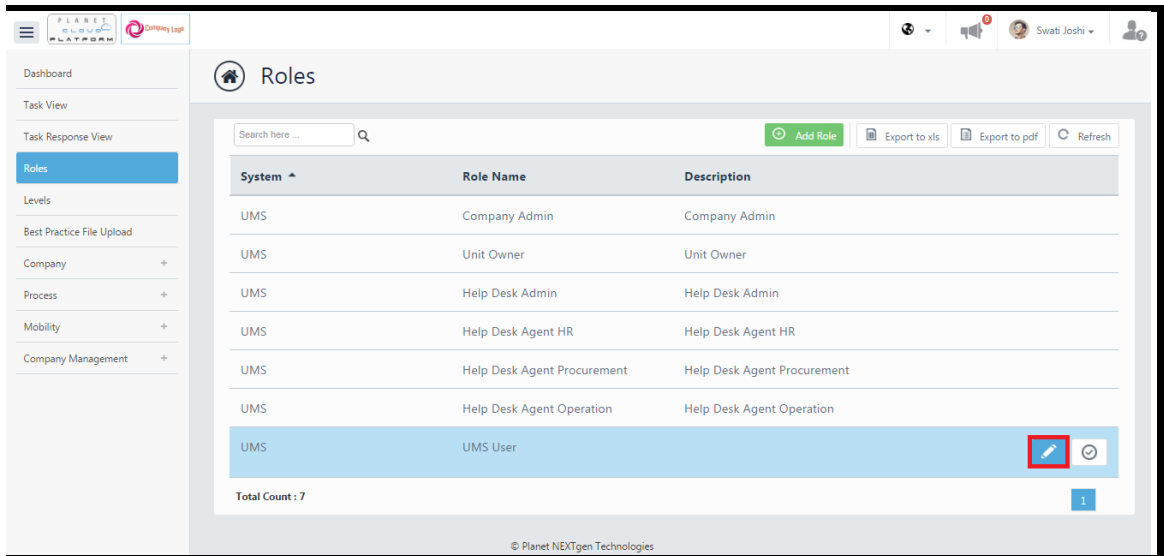 PLANET
CLOUD
PLATFORM
Company Logo
0
Swati Joshi
Dashboard
Task View
Task Response View
Roles
Levels
Best Practice File Upload
Company +
Process +
Mobility +
Company Management +
Roles
Search here ...
Add Role
Export to xls
Export to pdf
Refresh
System Role Name Description
UMS Company Admin Company Admin
UMS Unit Owner Unit Owner
UMS Help Desk Admin Help Desk Admin
UMS Help Desk Agent HR Help Desk Agent HR
UMS Help Desk Agent Procurement Help Desk Agent Procurement
UMS Help Desk Agent Operation Help Desk Agent Operation
UMS UMS User
Total Count : 7
1
© Planet NEXTgen Technologies